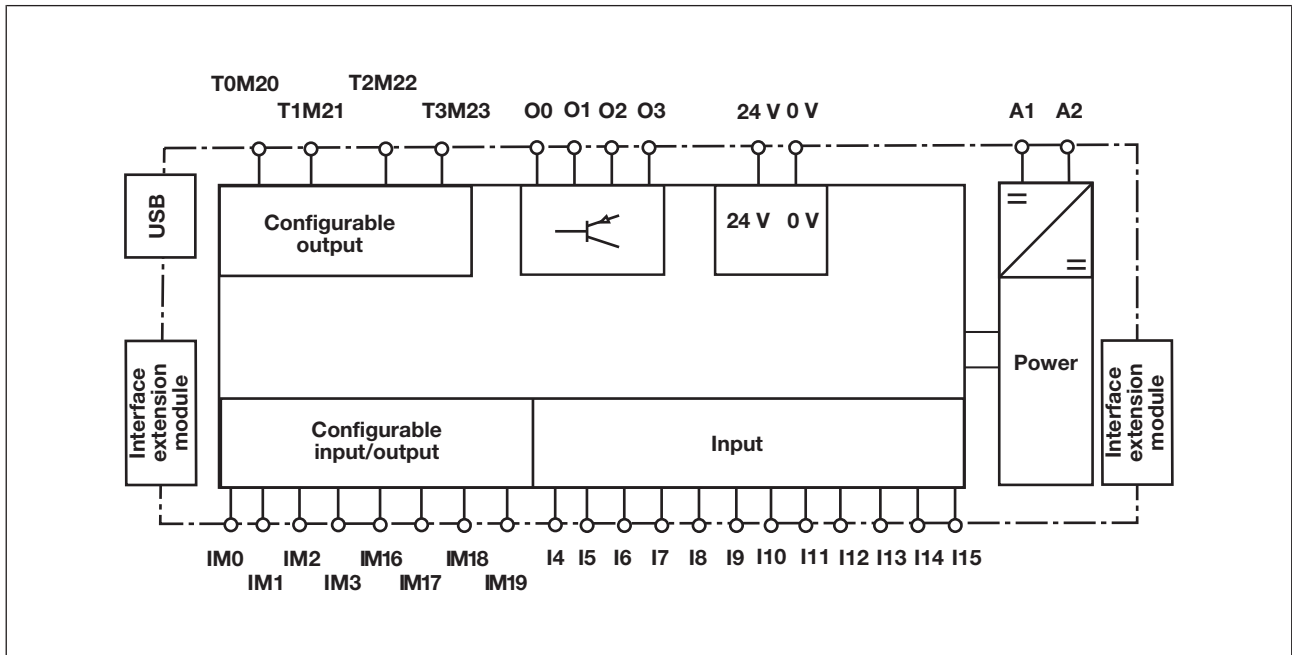 T0M20
T1M21
T2M22
T3M23
O0 O1 O2 O3
24 V 0 V
A1 A2
USB
Configurable
output
24 V 0 V
Interface
extension
module
Power
Interface
extension
module
Configurable
input/output
Input
IM0
IM1
IM2
IM3
IM16
IM17
IM18
IM19
I4 I5 I6 I7 I8 I9 I10 I11 I12 I13 I14 I15